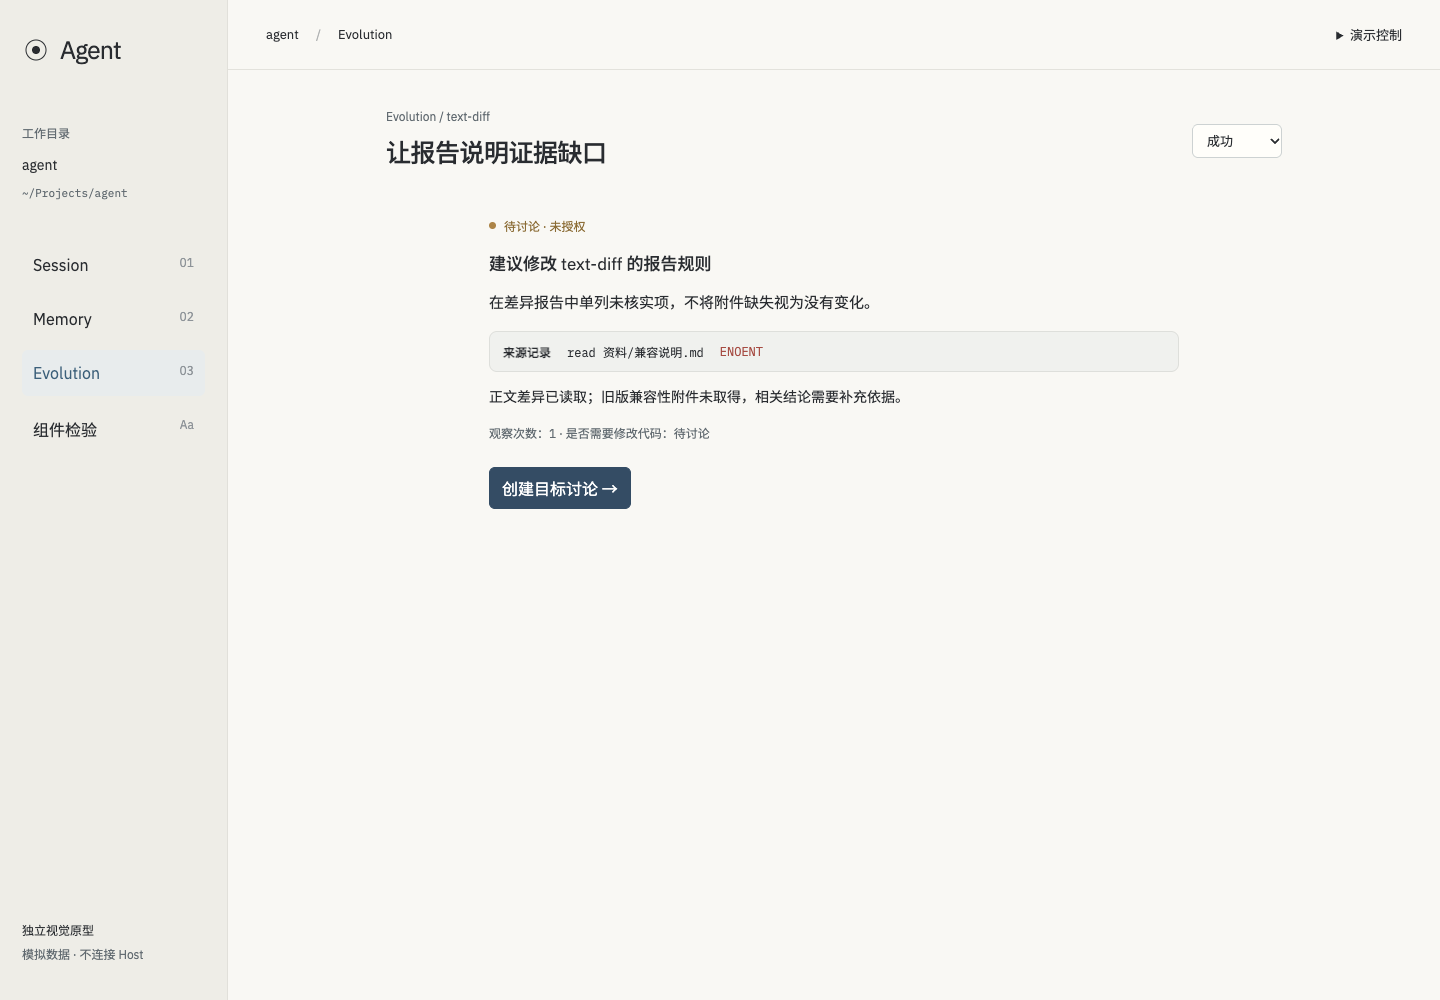 Agent
工作目录
agent
~/Projects/agent
Session 01
Memory 02
Evolution 03
组件检验 Aa
独立视觉原型
模拟数据 · 不连接 Host
agent / Evolution
▶ 演示控制
Evolution / text-diff
让报告说明证据缺口
成功
待讨论 · 未授权
建议修改 text-diff 的报告规则
在差异报告中单列未核实项，不将附件缺失视为没有变化。
来源记录 read 资料/兼容说明.md ENOENT
正文差异已读取；旧版兼容性附件未取得，相关结论需要补充依据。
观察次数：1 · 是否需要修改代码：待讨论
创建目标讨论 →